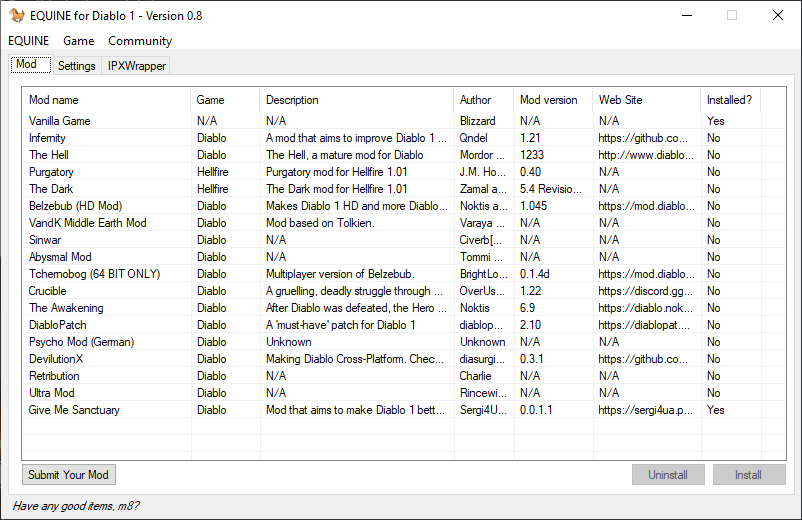 EQUINE for Diablo 1 - Version 0.8
EQUINE Game Community
Mod Settings IPXWrapper
Mod name Game Description Author Mod version Web Site Installed?
Vanilla Game N/A N/A Blizzard N/A N/A Yes
Infernity Diablo A mod that aims to improve Diablo 1 ... Qndel 1.21 https://github.co... No
The Hell Diablo The Hell, a mature mod for Diablo Mordor ... 1233 http://www.diablo... No
Purgatory Hellfire Purgatory mod for Hellfire 1.01 J.M. Ho... 0.40 N/A No
The Dark Hellfire The Dark mod for Hellfire 1.01 Zamal a... 5.4 Revisio... N/A No
Belzebub (HD Mod) Diablo Makes Diablo 1 HD and more Diablo... Noktis a... 1.045 https://mod.diablo... No
VandK Middle Earth Mod Diablo Mod based on Tolkien. Varaya ... N/A N/A No
Sinwar Diablo N/A Civerb[... N/A N/A No
Abysmal Mod Diablo N/A Tommi ... N/A N/A No
Tchernobog (64 BIT ONLY) Diablo Multiplayer version of Belzebub. BrightLo... 0.1.4d https://mod.diablo... No
Crucible Diablo A gruelling, deadly struggle through ... OverUs... 1.22 https://discord.gg... No
The Awakening Diablo After Diablo was defeated, the Hero ... Noktis 6.9 https://diablo.nok... No
DiabloPatch Diablo A 'must-have' patch for Diablo 1 diablop... 2.10 https://diablopat.... No
Psycho Mod (German) Diablo Unknown Unknown N/A N/A No
DevilutionX Diablo Making Diablo Cross-Platform. Chec... diasurgi... 0.3.1 https://github.co... No
Retribution Diablo N/A Charlie N/A N/A No
Ultra Mod Diablo N/A Rincewi... N/A N/A No
Give Me Sanctuary Diablo Mod that aims to make Diablo 1 bett... Sergi4U... 0.0.1.1 https://sergi4ua.p... Yes
Submit Your Mod Uninstall Install
Have any good items, m8?